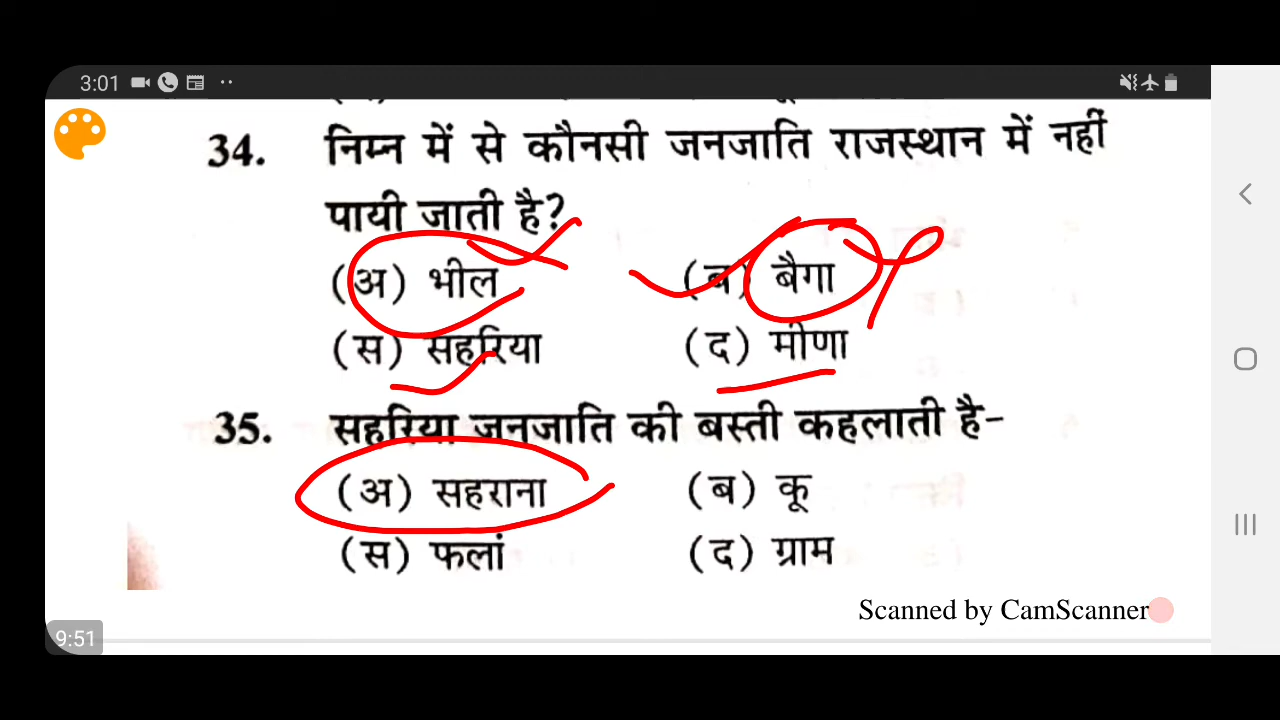 3:01
34. निम्न में से कौनसी जनजाति राजस्थान में नहीं
पायी जाती है?
(अ) भील (ब) बैगा
(स) सहरिया (द) मीणा
35. सहरिया जनजाति की बस्ती कहलाती है-
(अ) सहराना (ब) कू
(स) फलां (द) ग्राम
Scanned by CamScanner
9:51